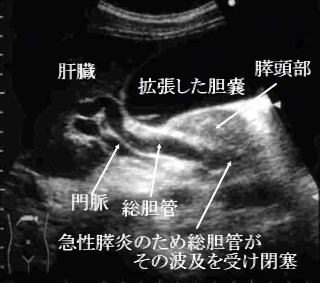 肝臓
拡張した胆嚢
膵頭部
門脈
総胆管
急性膵炎のため総胆管が
その波及を受け閉塞